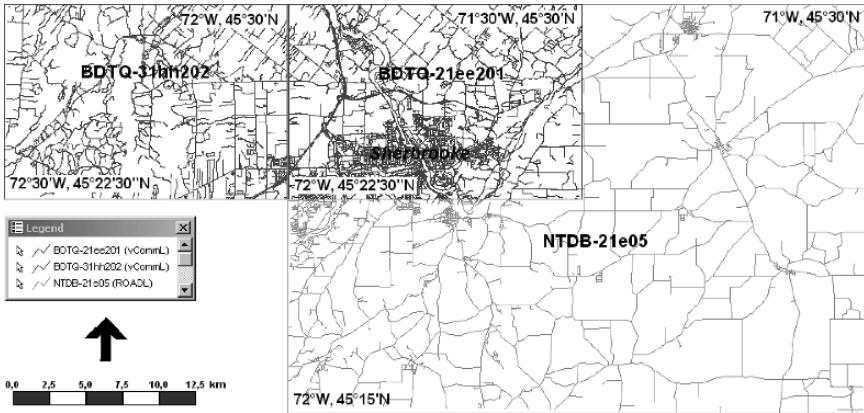 72°W, 45°30'N
71°30'W, 45°30'N
71°W, 45°30'N
BDTQ-31hh202
BDTQ-21ee201
Sherbrooke
72°30'W, 45°22'30''N
72°W, 45°22'30''N
NTDB-21e05
Legend
BDTQ-21ee201 (vCommL)
BDTQ-31hh202 (vCommL)
NTDB-21e05 (ROADL)
0,0 2,5 5,0 7,5 10,0 12,5 km
72°W, 45°15'N